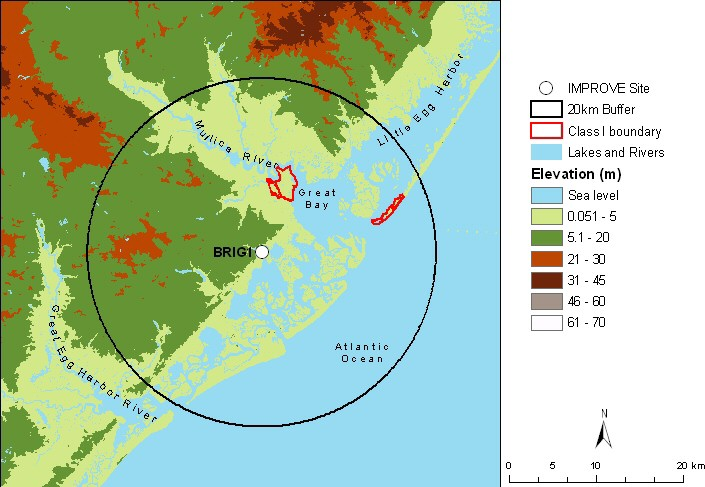 Mullica River
Little Egg Harbor
Great
Bay
BRIGI
Great Egg Harbor River
Atlantic
Ocean
IMPROVE Site
20km Buffer
Class I boundary
Lakes and Rivers
Elevation (m)
Sea level
0.051 - 5
5.1 - 20
21 - 30
31 - 45
46 - 60
61 - 70
N
0 5 10 20 km